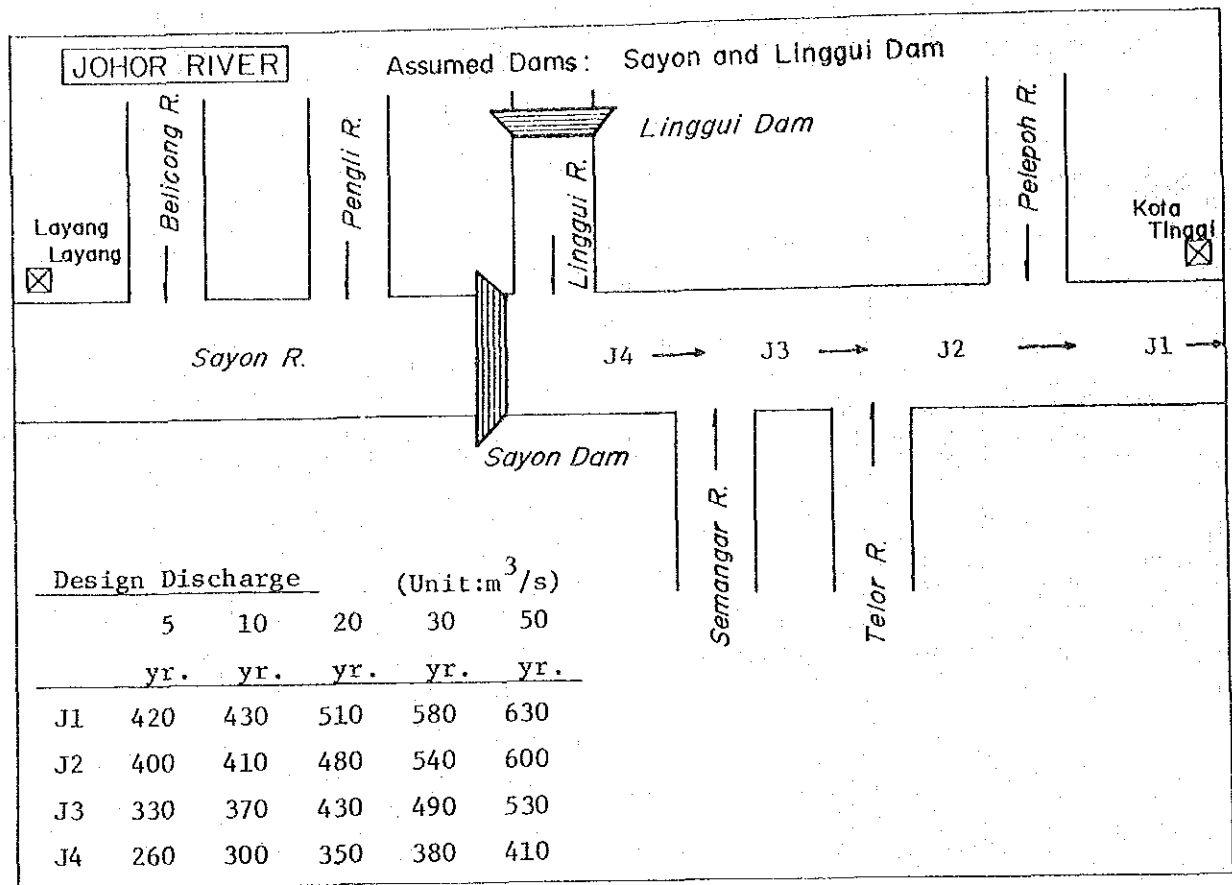 JOHOR RIVER
Assumed Dams: Sayon and Linggui Dam
Belicong R.
Pengli R.
Linggui Dam
Linggui R.
Pelepoh R.
Layang
Layang
Kota
Tinggi
Sayon R.
J4
J3
J2
J1
Sayon Dam
Semangar R.
Telor R.
Design Discharge (Unit:m³/s)
5 10 20 30 50
yr. yr. yr. yr. yr.
J1 420 430 510 580 630
J2 400 410 480 540 600
J3 330 370 430 490 530
J4 260 300 350 380 410